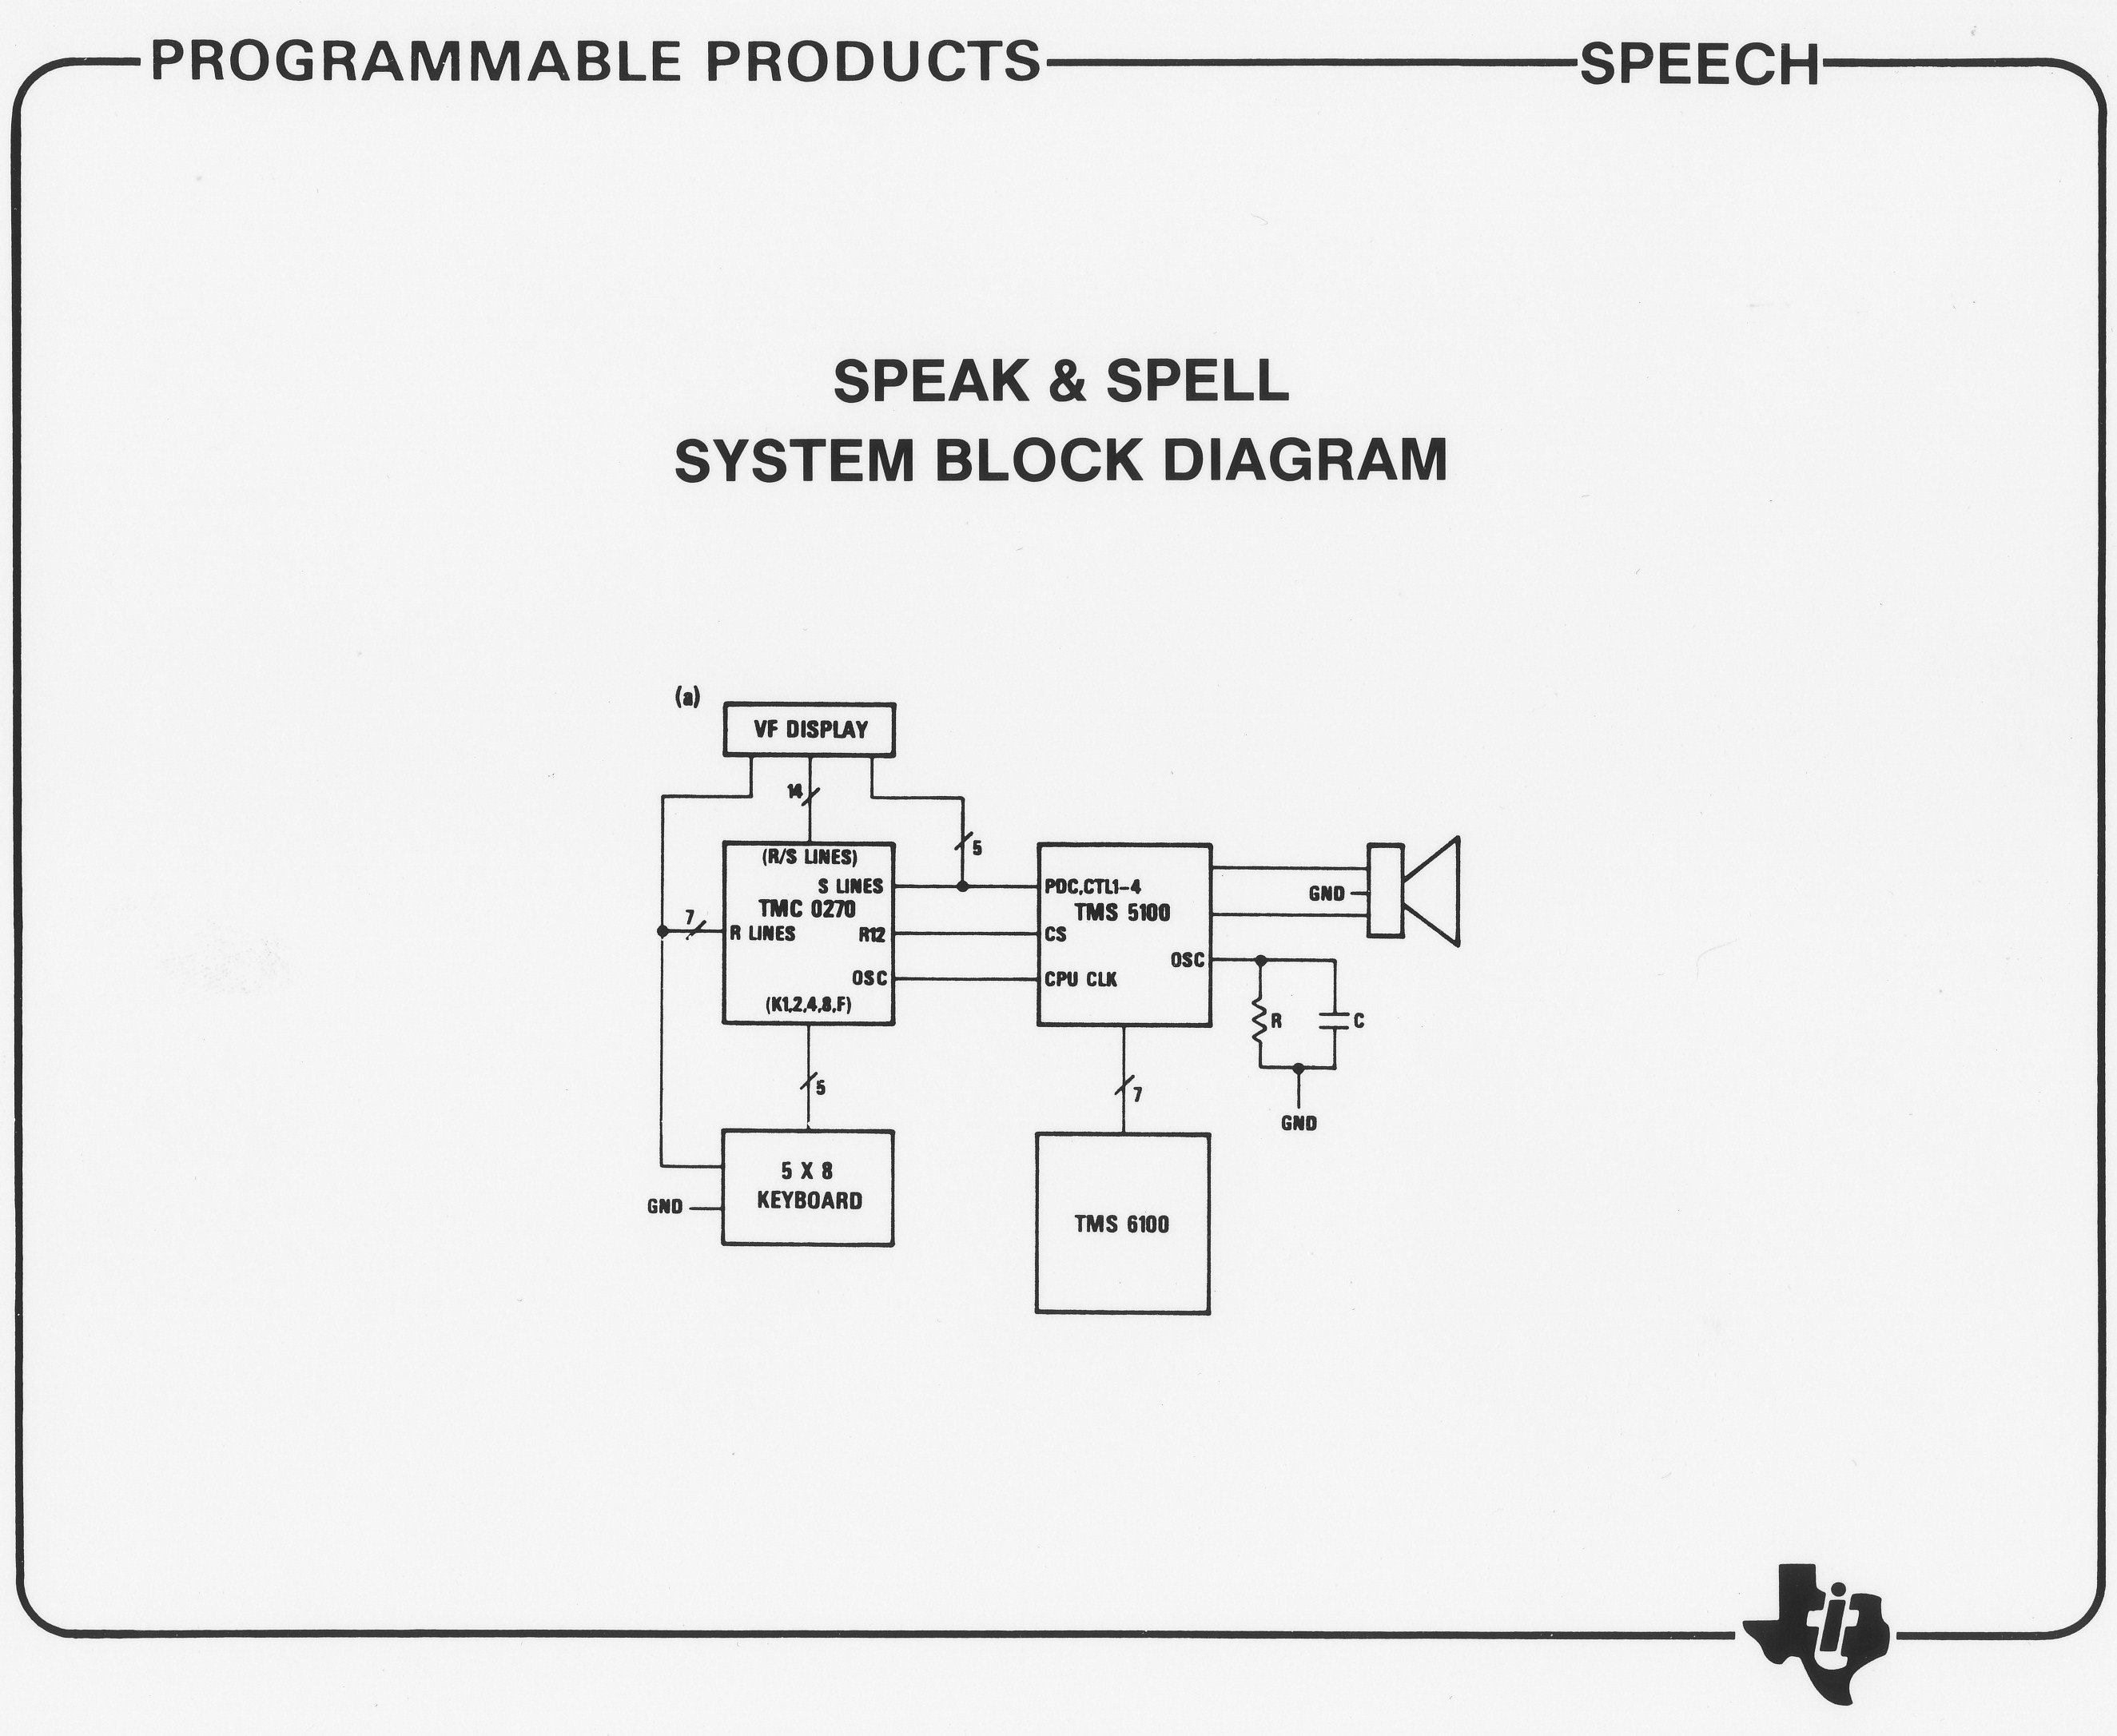 PROGRAMMABLE PRODUCTS
SPEECH
SPEAK & SPELL
SYSTEM BLOCK DIAGRAM
(a)
VF DISPLAY
14
5
(R/S LINES)
S LINES
TMC 0270
7
R LINES
R12
OSC
(K1,2,4,8,F)
PDC,CTL1-4
TMS 5100
CS
OSC
CPU CLK
GND
R
C
GND
5
7
5 X 8
KEYBOARD
GND
TMS 6100
i